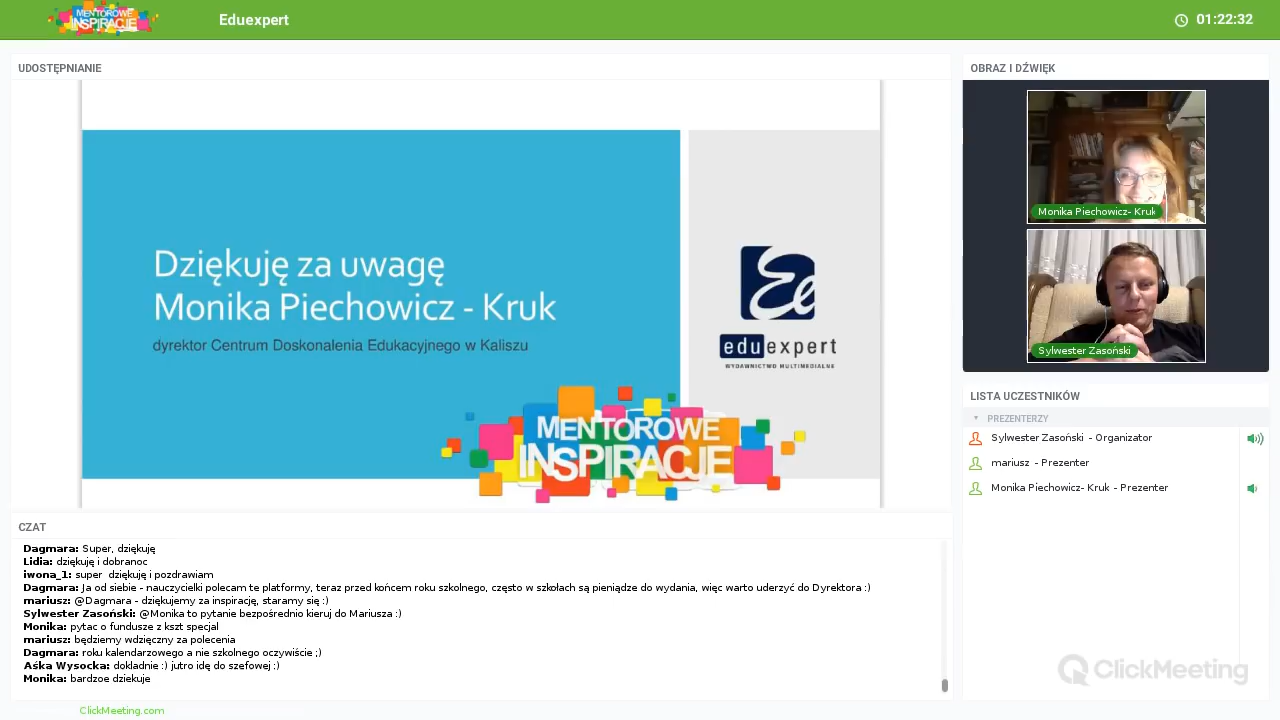 MENTOROWE
INSPIRACJE
Eduexpert
01:22:32
UDOSTĘPNIANIE
Dziękuję za uwagę
Monika Piechowicz - Kruk
dyrektor Centrum Doskonalenia Edukacyjnego w Kaliszu
Ee
eduexpert
WYDAWNICTWO MULTIMEDIALNE
MENTOROWE
INSPIRACJE
CZAT
Dagmara: Super, dziękuję
Lidia: dziękuję i dobranoc
iwona_1: super  dziękuję i pozdrawiam
Dagmara: Ja od siebie - nauczycielki polecam te platformy, teraz przed końcem roku szkolnego, często w szkołach są pieniądze do wydania, więc warto uderzyć do Dyrektora :)
mariusz: @Dagmara - dziękujemy za inspirację, staramy się :)
Sylwester Zasoński: @Monika to pytanie bezpośrednio kieruj do Mariusza :)
Monika: pytac o fundusze z kszt specjal
mariusz: będziemy wdzięczny za polecenia
Dagmara: roku kalendarzowego a nie szkolnego oczywiście ;)
Aśka Wysocka: dokladnie :) jutro idę do szefowej :)
Monika: bardzoe dziekuje
ClickMeeting.com
OBRAZ I DŹWIĘK
Monika Piechowicz- Kruk
Sylwester Zasoński
LISTA UCZESTNIKÓW
PREZENTERZY
Sylwester Zasoński  - Organizator
mariusz  - Prezenter
Monika Piechowicz- Kruk - Prezenter
ClickMeeting